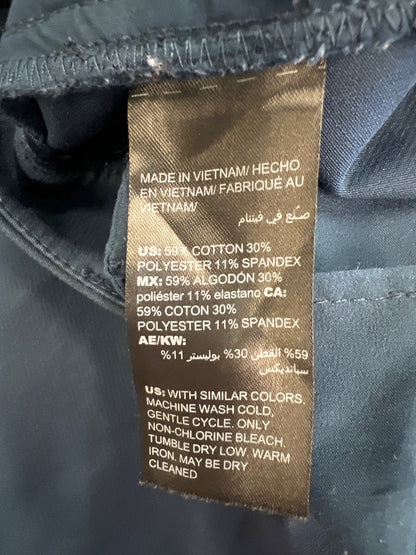 MADE IN VIETNAM/ HECHO
EN VIETNAM/ FABRIQUÉ AU
VIETNAM/
صنّع في فيتنام
US: 59% COTTON 30%
POLYESTER 11% SPANDEX
MX: 59% ALGODÓN 30%
poliéster 11% elastano CA:
59% COTON 30%
POLYESTER 11% SPANDEX
AE/KW:
59% القطن 30% بوليستر 11%
سبانديكس
US: WITH SIMILAR COLORS,
MACHINE WASH COLD,
GENTLE CYCLE. ONLY
NON-CHLORINE BLEACH,
TUMBLE DRY LOW. WARM
IRON. MAY BE DRY
CLEANED